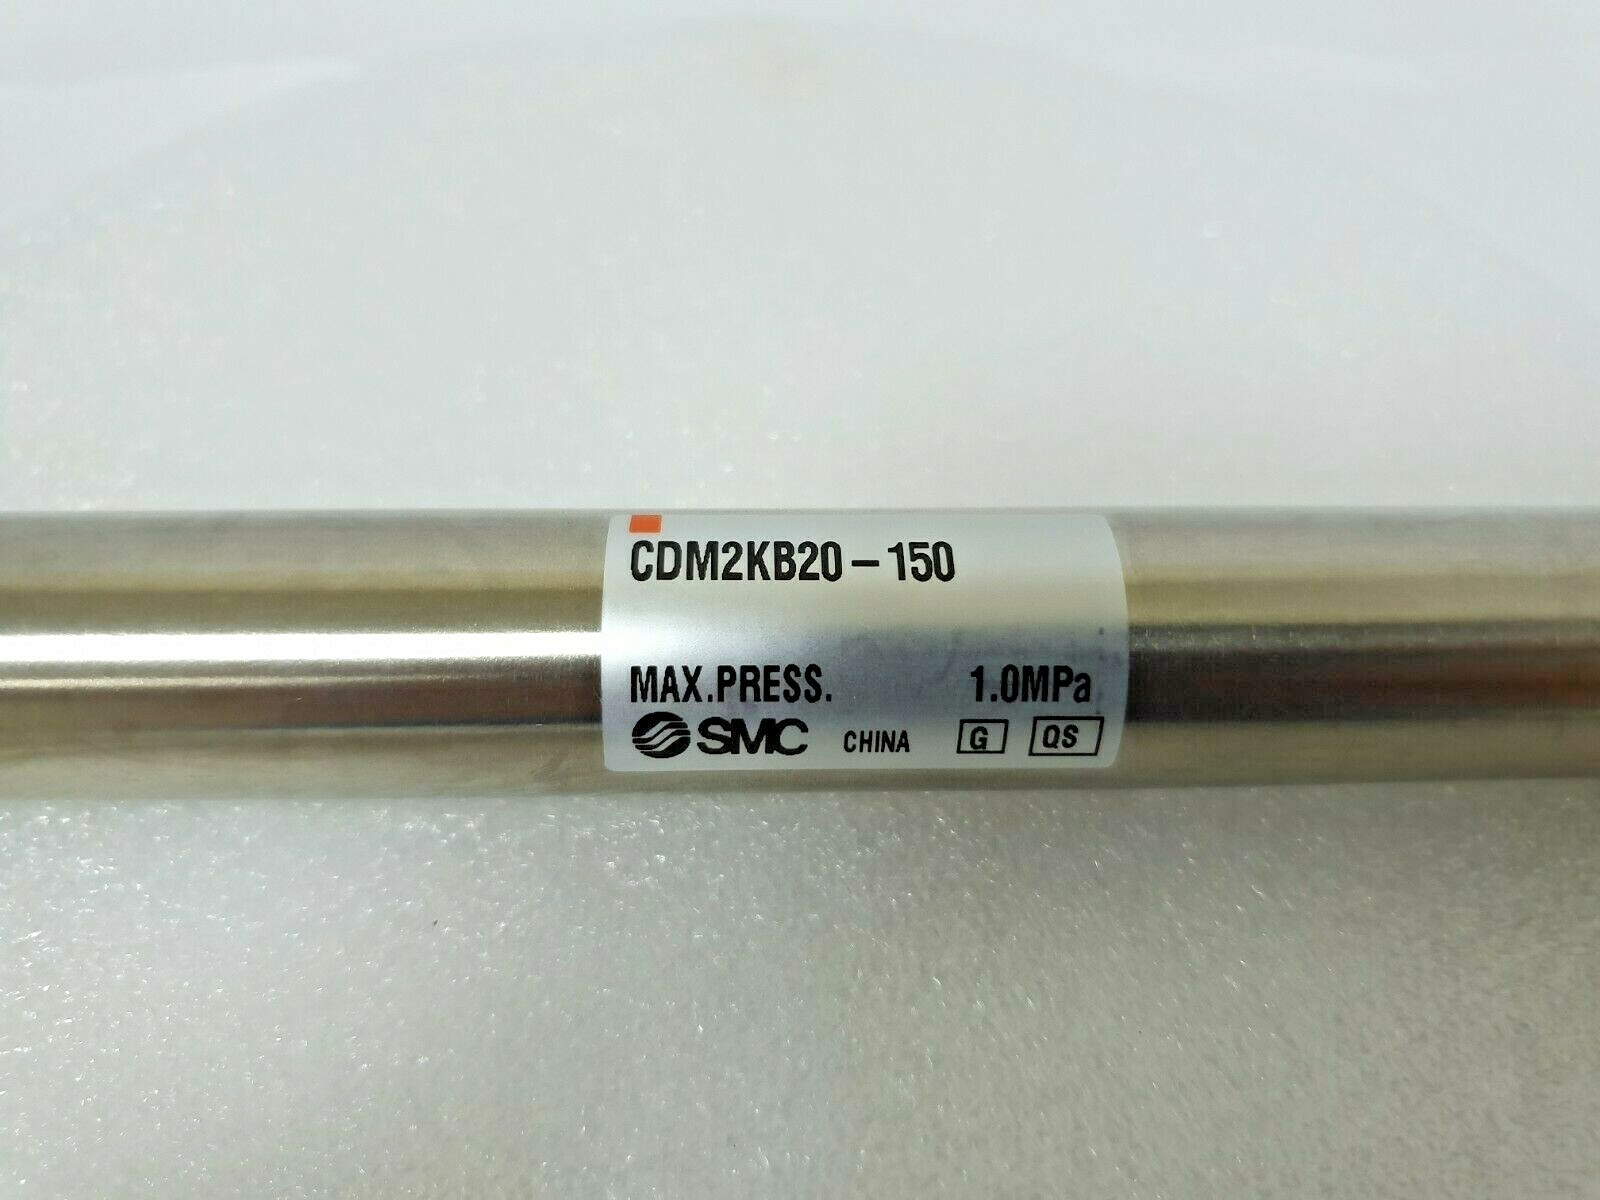 CDM2KB20-150
MAX.PRESS. 1.0MPa
SMC CHINA G QS